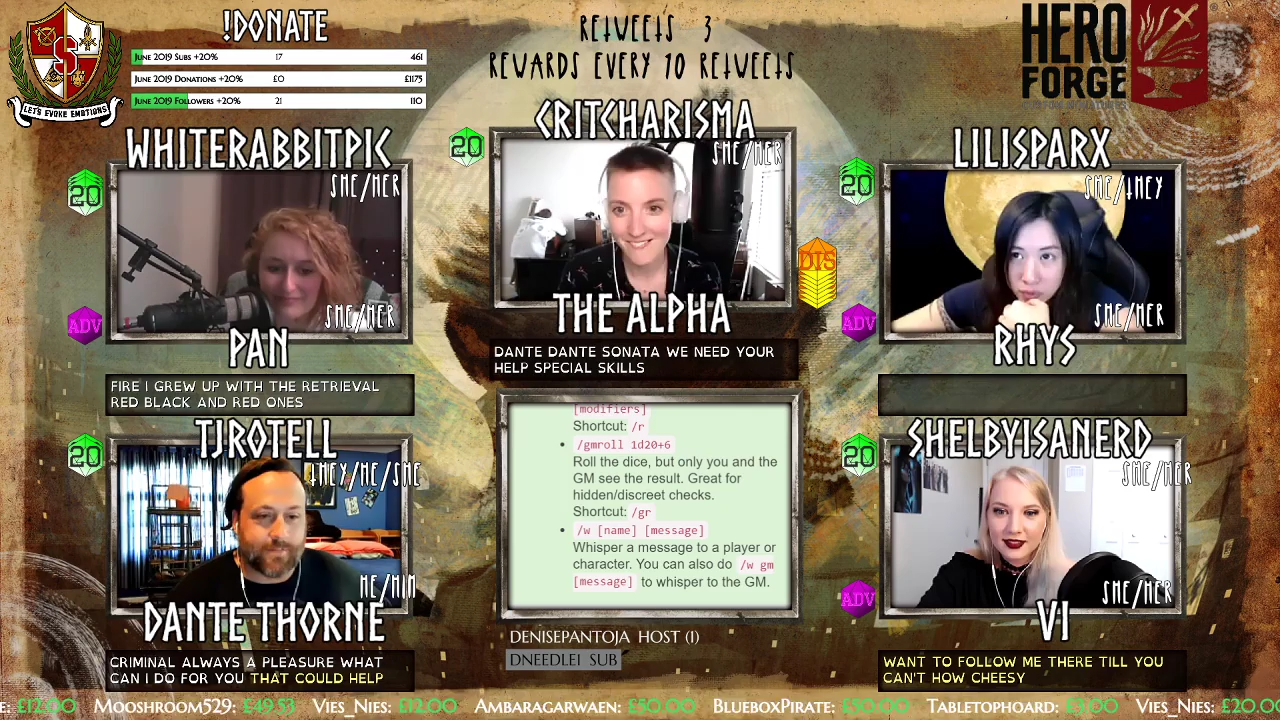 !DONATE
JUNE 2019 SUBS +20% 17 461
JUNE 2019 DONATIONS +20% £0 £1175
JUNE 2019 FOLLOWERS +20% 21 110
LET'S EVOKE EMOTIONS
RETWEETS 3
REWARDS EVERY 10 RETWEETS
HERO
FORGE
CUSTOM MINIATURES
WHITERABBITPIC
SHE/HER
20
SHE/HER
ADV
PAN
FIRE I GREW UP WITH THE RETRIEVAL
RED BLACK AND RED ONES
CRITCHARISMA
SHE/HER
20
DIS
THE ALPHA
DANTE DANTE SONATA WE NEED YOUR
HELP SPECIAL SKILLS
LILISPARX
SHE/THEY
20
SHE/HER
ADV
RHYS
TJROTELL
THEY/HE/SHE
20
HE/HIM
DANTE THORNE
CRIMINAL ALWAYS A PLEASURE WHAT
CAN I DO FOR YOU THAT COULD HELP
[modifiers]
Shortcut: /r
• /gmroll 1d20+6
Roll the dice, but only you and the
GM see the result. Great for
hidden/discreet checks.
Shortcut: /gr
• /w [name] [message]
Whisper a message to a player or
character. You can also do /w gm
[message] to whisper to the GM.
DENISEPANTOJA HOST (1)
DNEEDLE1 SUB
SHELBYISANERD
SHE/HER
20
SHE/HER
ADV
VI
WANT TO FOLLOW ME THERE TILL YOU
CAN'T HOW CHEESY
E: £12.00 MOOSHROOM529: £49.53 VIES_NIES: £12.00 AMBARAGARWAEN: £50.00 BLUEBOXPIRATE: £50.00 TABLETOPHOARD: £3.00 VIES_NIES: £20.00